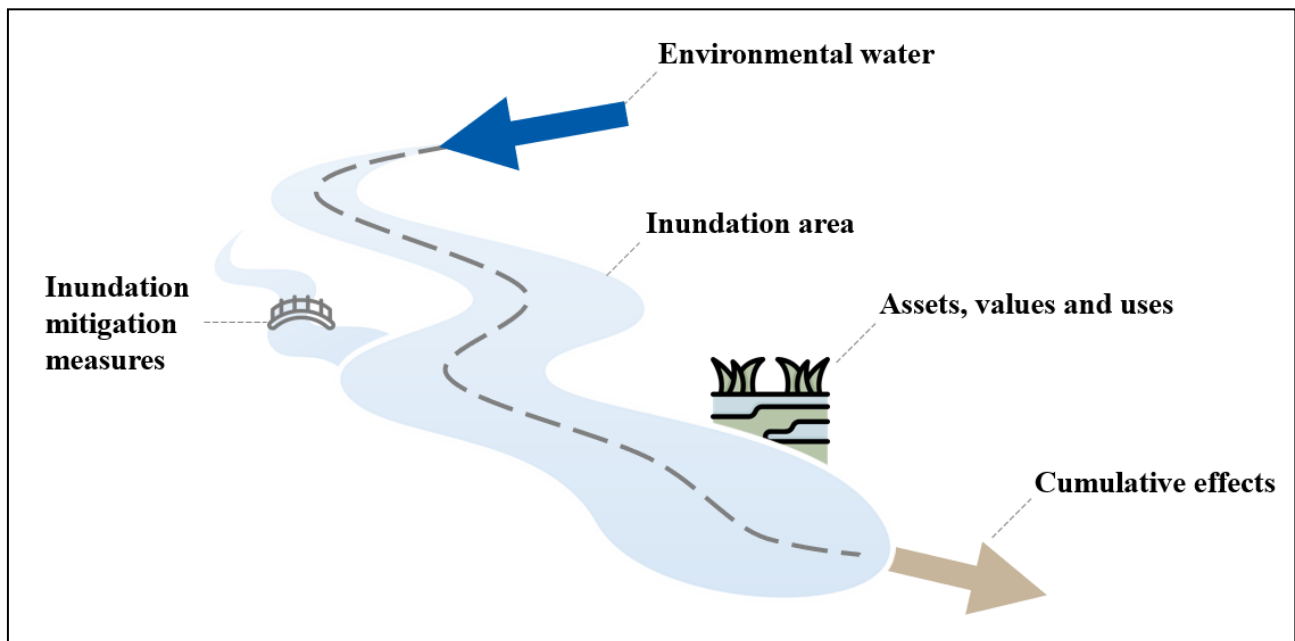 Environmental water
Inundation area
Inundation
mitigation
measures
Assets, values and uses
Cumulative effects